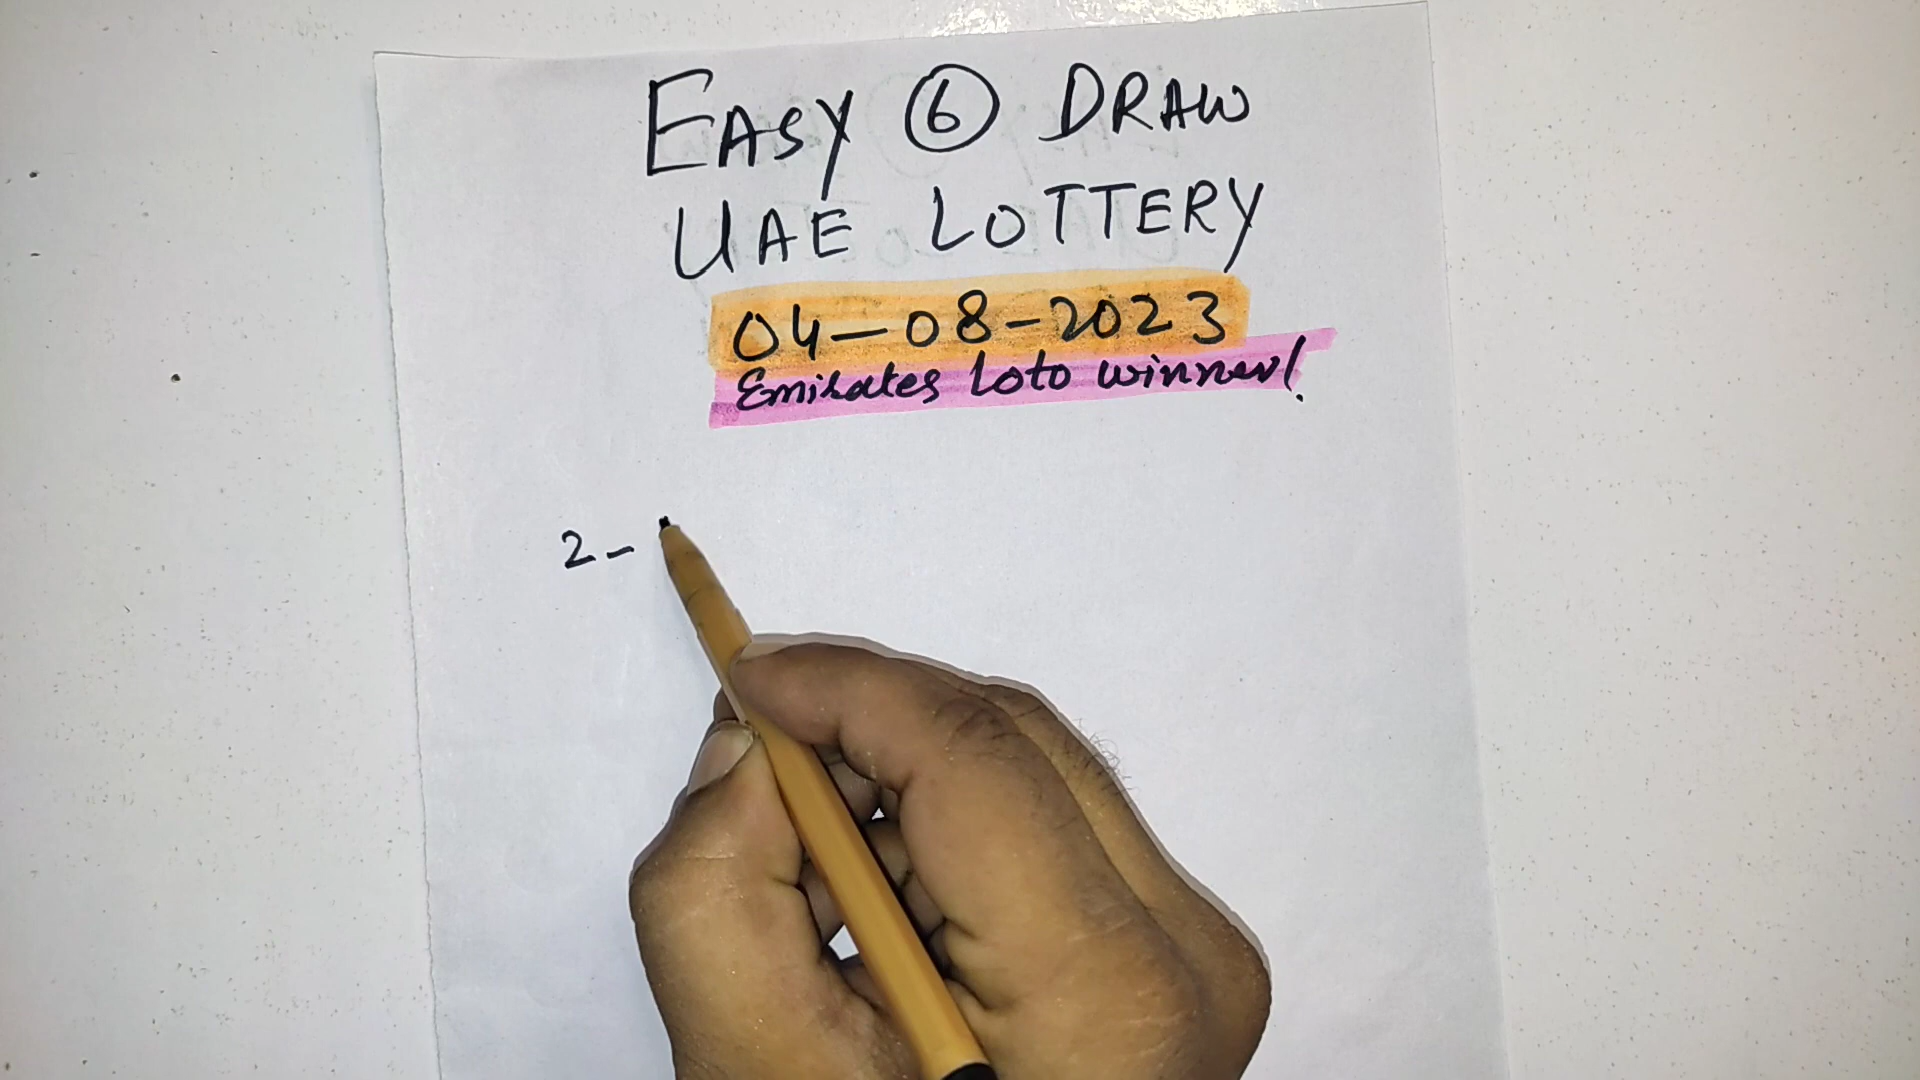 EASY ⑥ DRAW
UAE LOTTERY
04-08-2023
Emirates Loto winner!
2-